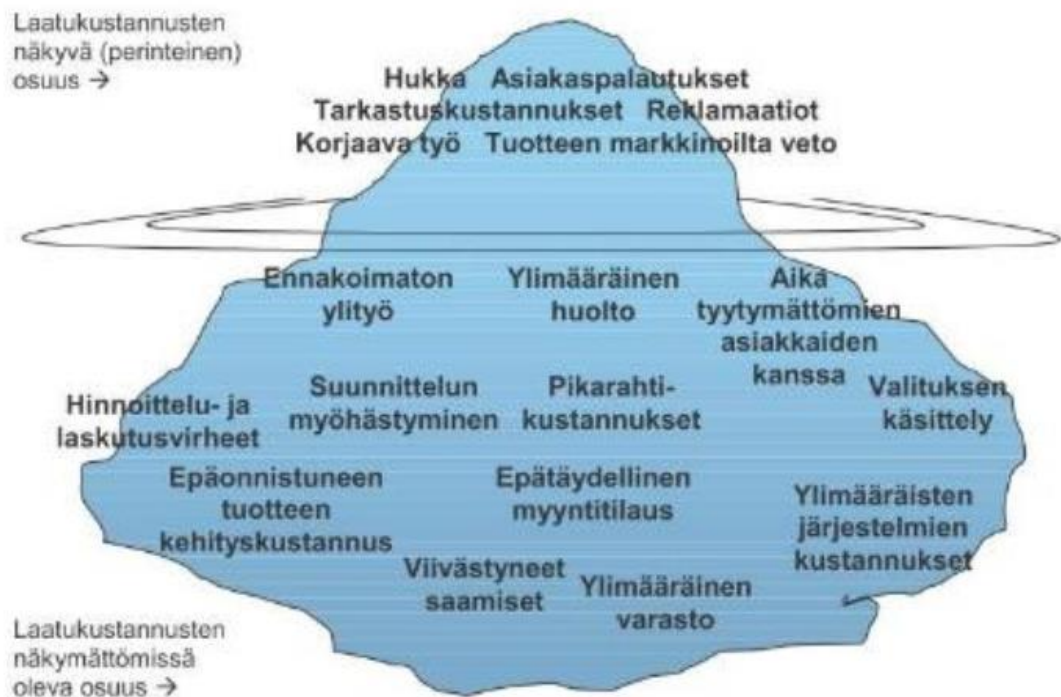 Laatukustannusten
näkyvä (perinteinen)
osuus →
Hukka Asiakaspalautukset
Tarkastuskustannukset Reklamaatiot
Korjaava työ Tuotteen markkinoilta veto
Ennakoimaton
ylityö
Ylimääräinen
huolto
Aika
tyytymättömien
asiakkaiden
kanssa
Hinnoittelu- ja
laskutusvirheet
Suunnittelun
myöhästyminen
Pikarahti-
kustannukset
Valituksen
käsittely
Epäonnistuneen
tuotteen
kehityskustannus
Epätäydellinen
myyntitilaus
Ylimääräisten
järjestelmien
kustannukset
Viivästyneet
saamiset
Ylimääräinen
varasto
Laatukustannusten
näkymättömissä
oleva osuus →